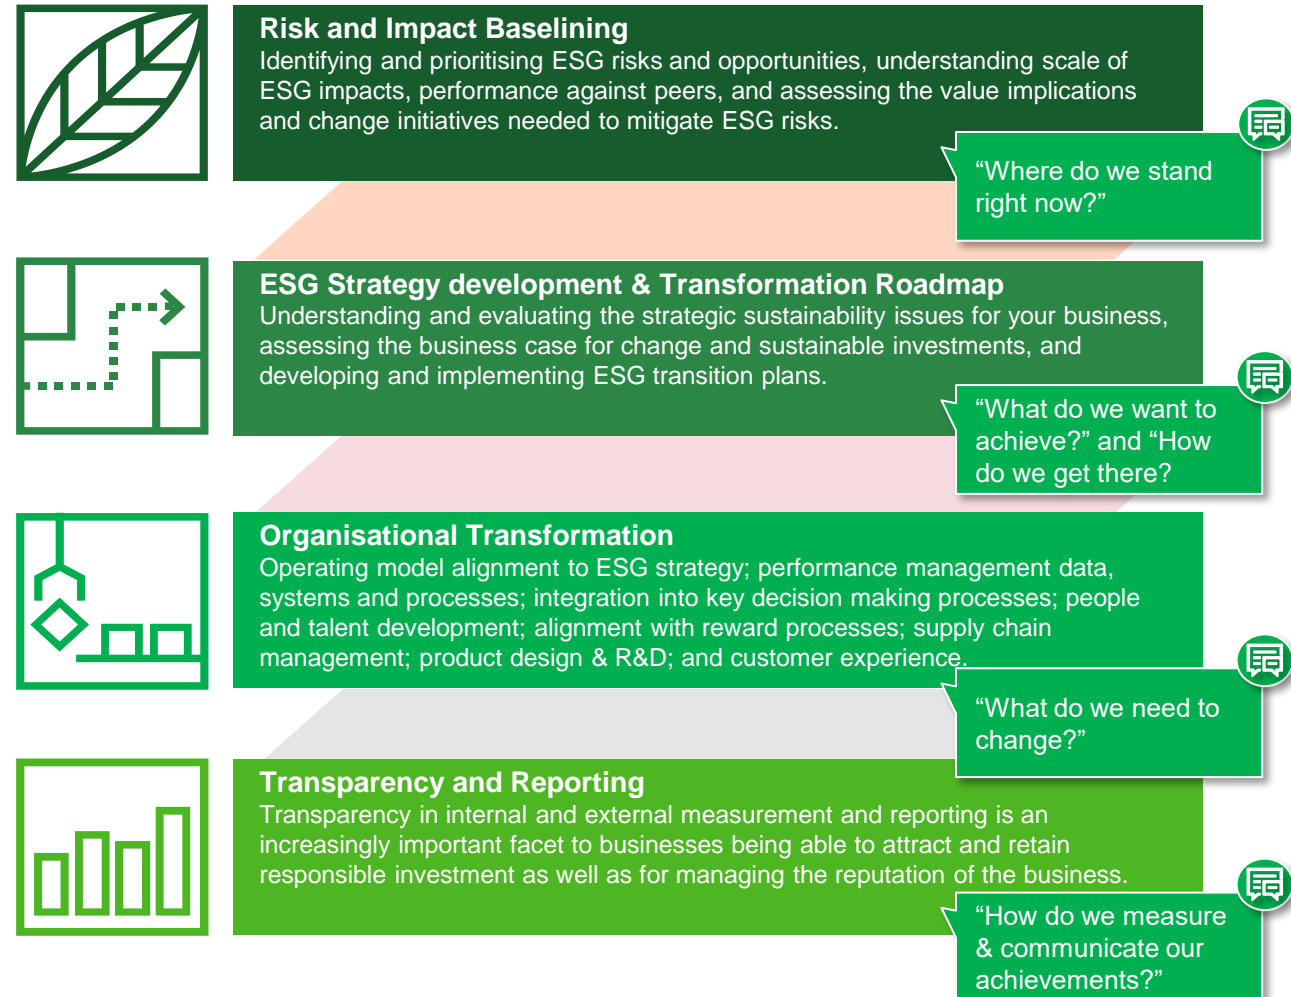 Risk and Impact Baselining
Identifying and prioritising ESG risks and opportunities, understanding scale of
ESG impacts, performance against peers, and assessing the value implications
and change initiatives needed to mitigate ESG risks.
“Where do we stand
right now?”
ESG Strategy development & Transformation Roadmap
Understanding and evaluating the strategic sustainability issues for your business,
assessing the business case for change and sustainable investments, and
developing and implementing ESG transition plans.
“What do we want to
achieve?” and “How
do we get there?
Organisational Transformation
Operating model alignment to ESG strategy; performance management data,
systems and processes; integration into key decision making processes; people
and talent development; alignment with reward processes; supply chain
management; product design & R&D; and customer experience.
“What do we need to
change?”
Transparency and Reporting
Transparency in internal and external measurement and reporting is an
increasingly important facet to businesses being able to attract and retain
responsible investment as well as for managing the reputation of the business.
“How do we measure
& communicate our
achievements?”